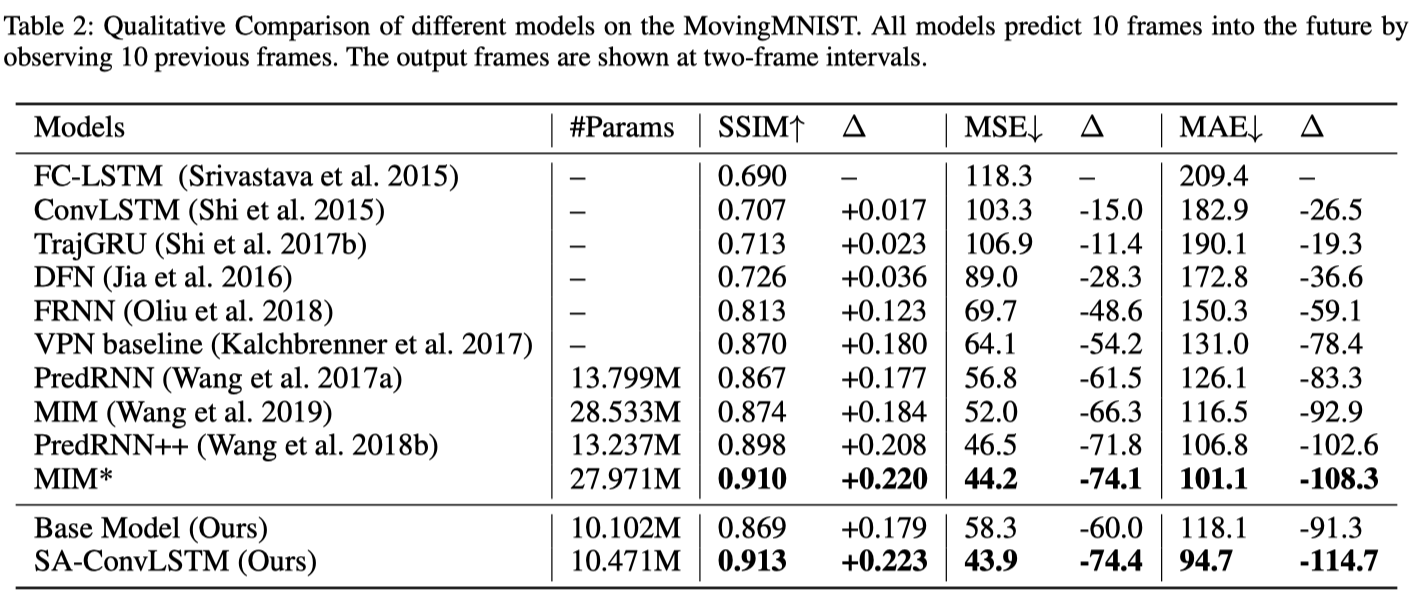 Table 2: Qualitative Comparison of different models on the MovingMNIST. All models predict 10 frames into the future by
observing 10 previous frames. The output frames are shown at two-frame intervals.
Models #Params SSIM↑ Δ MSE↓ Δ MAE↓ Δ
FC-LSTM (Srivastava et al. 2015) – 0.690 – 118.3 – 209.4 –
ConvLSTM (Shi et al. 2015) – 0.707 +0.017 103.3 -15.0 182.9 -26.5
TrajGRU (Shi et al. 2017b) – 0.713 +0.023 106.9 -11.4 190.1 -19.3
DFN (Jia et al. 2016) – 0.726 +0.036 89.0 -28.3 172.8 -36.6
FRNN (Oliu et al. 2018) – 0.813 +0.123 69.7 -48.6 150.3 -59.1
VPN baseline (Kalchbrenner et al. 2017) – 0.870 +0.180 64.1 -54.2 131.0 -78.4
PredRNN (Wang et al. 2017a) 13.799M 0.867 +0.177 56.8 -61.5 126.1 -83.3
MIM (Wang et al. 2019) 28.533M 0.874 +0.184 52.0 -66.3 116.5 -92.9
PredRNN++ (Wang et al. 2018b) 13.237M 0.898 +0.208 46.5 -71.8 106.8 -102.6
MIM* 27.971M 0.910 +0.220 44.2 -74.1 101.1 -108.3
Base Model (Ours) 10.102M 0.869 +0.179 58.3 -60.0 118.1 -91.3
SA-ConvLSTM (Ours) 10.471M 0.913 +0.223 43.9 -74.4 94.7 -114.7